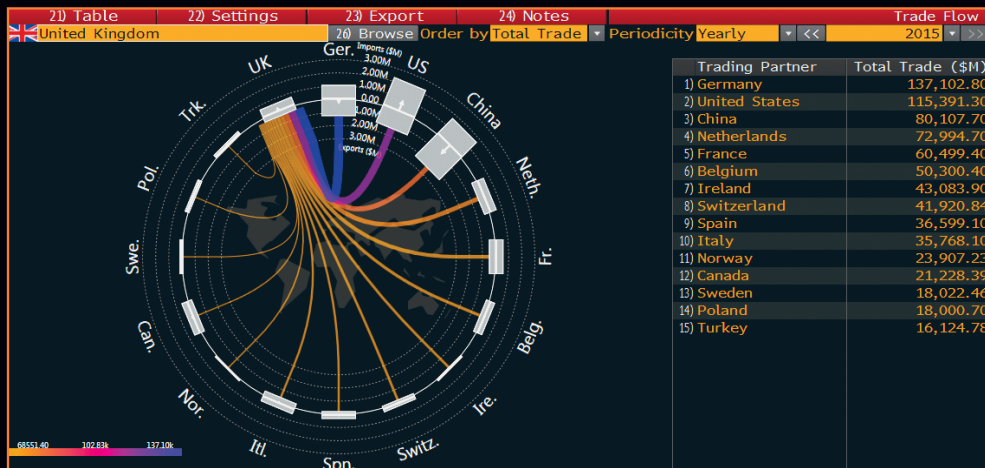 21) Table 22) Settings 23) Export 24) Notes Trade Flow
United Kingdom 26) Browse Order by Total Trade Periodicity Yearly << 2015 >>
Trading Partner Total Trade ($M)
1) Germany 137,102.80
2) United States 115,391.30
3) China 80,107.70
4) Netherlands 72,994.70
5) France 60,499.40
6) Belgium 50,300.40
7) Ireland 43,083.90
8) Switzerland 41,920.84
9) Spain 36,599.10
10) Italy 35,768.10
11) Norway 23,907.23
12) Canada 21,228.39
13) Sweden 18,022.46
14) Poland 18,000.70
15) Turkey 16,124.78
Imports ($M)
3.00M
2.00M
1.00M
0.00
1.00M
2.00M
3.00M
Exports ($M)
Ger.
US
China
Neth.
Fr.
Belg.
Ire.
Switz.
Spn.
Itl.
Nor.
Can.
Swe.
Pol.
Trk.
UK
68551.40 102.83k 137.10k